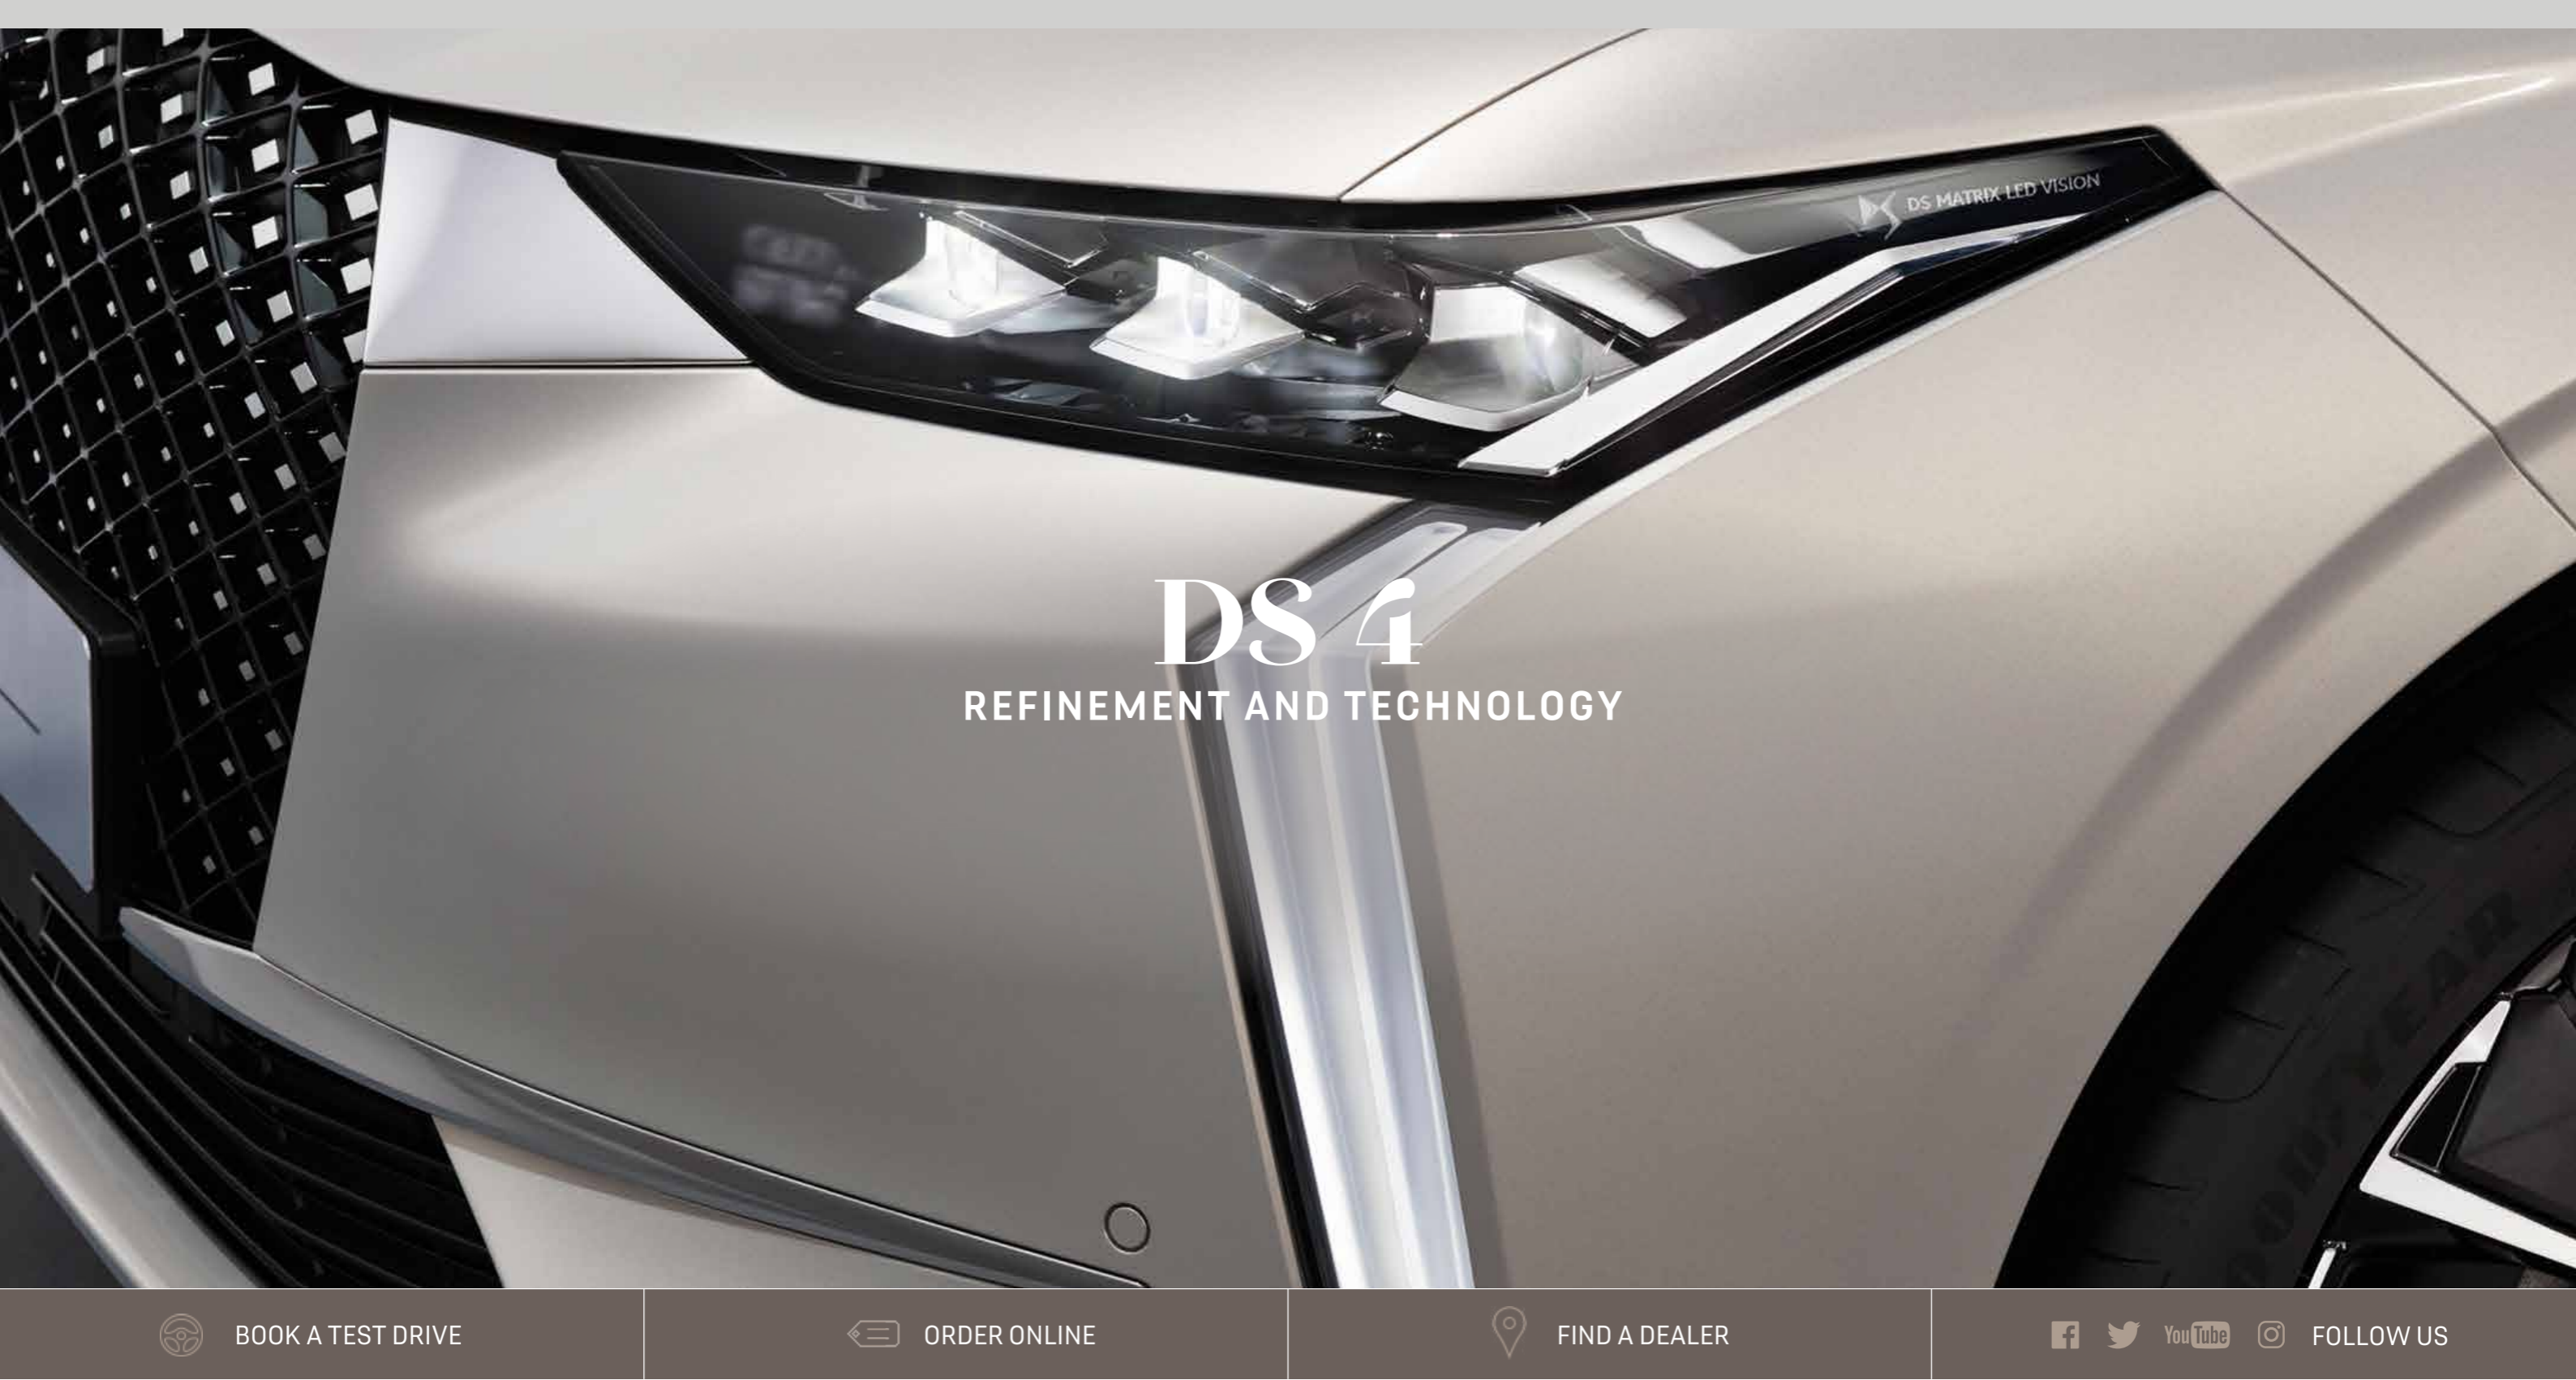 DS MATRIX LED VISION
DS 4
REFINEMENT AND TECHNOLOGY
GOODYEAR
BOOK A TEST DRIVE
ORDER ONLINE
FIND A DEALER
YouTube
FOLLOW US